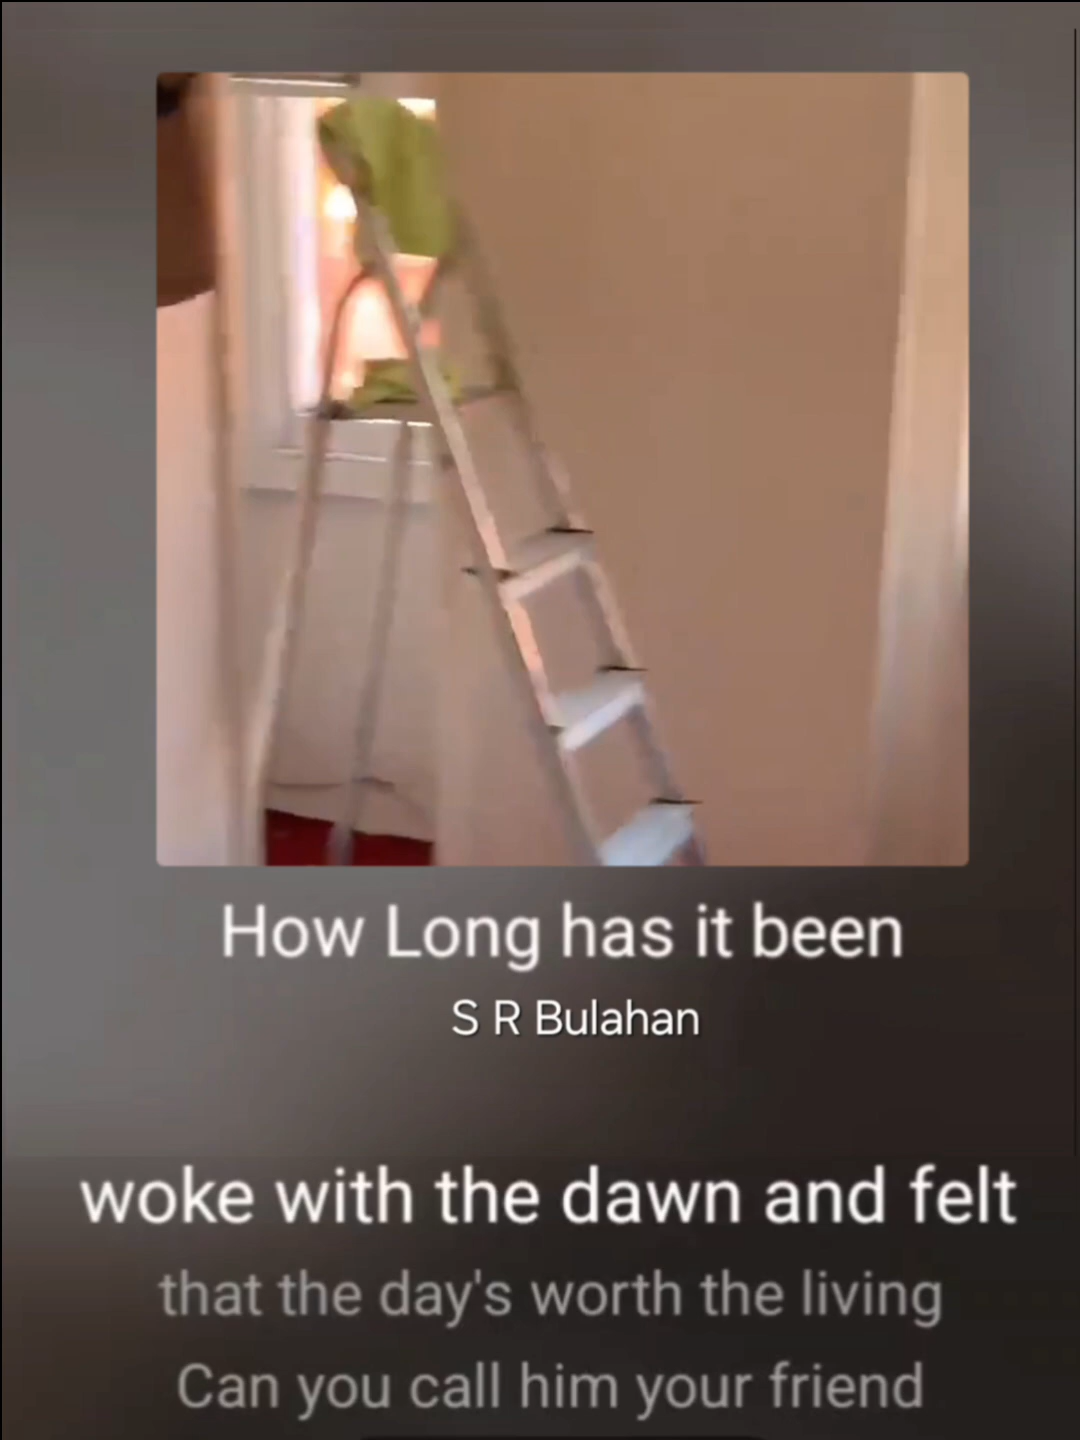 How Long has it been
S R Bulahan
woke with the dawn and felt
that the day's worth the living
Can you call him your friend